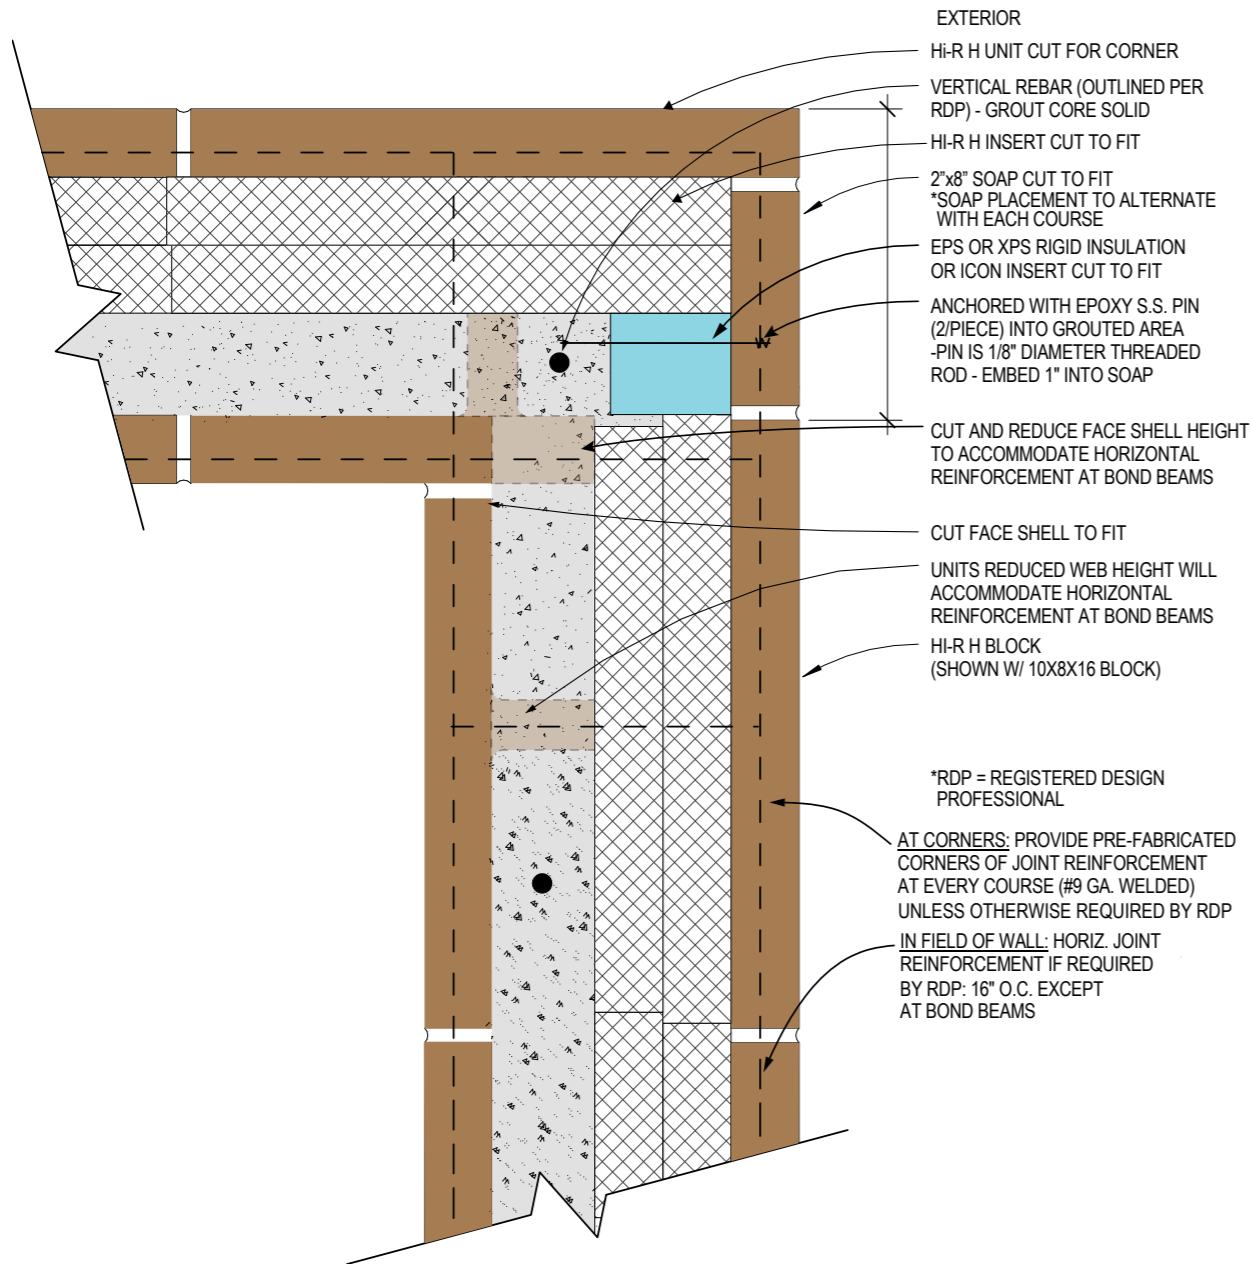 EXTERIOR
Hi-R H UNIT CUT FOR CORNER
VERTICAL REBAR (OUTLINED PER
RDP) - GROUT CORE SOLID
HI-R H INSERT CUT TO FIT
2"x8" SOAP CUT TO FIT
*SOAP PLACEMENT TO ALTERNATE
WITH EACH COURSE
EPS OR XPS RIGID INSULATION
OR ICON INSERT CUT TO FIT
ANCHORED WITH EPOXY S.S. PIN
(2/PIECE) INTO GROUTED AREA
-PIN IS 1/8" DIAMETER THREADED
ROD - EMBED 1" INTO SOAP
CUT AND REDUCE FACE SHELL HEIGHT
TO ACCOMMODATE HORIZONTAL
REINFORCEMENT AT BOND BEAMS
CUT FACE SHELL TO FIT
UNITS REDUCED WEB HEIGHT WILL
ACCOMMODATE HORIZONTAL
REINFORCEMENT AT BOND BEAMS
HI-R H BLOCK
(SHOWN W/ 10X8X16 BLOCK)
*RDP = REGISTERED DESIGN
PROFESSIONAL
AT CORNERS: PROVIDE PRE-FABRICATED
CORNERS OF JOINT REINFORCEMENT
AT EVERY COURSE (#9 GA. WELDED)
UNLESS OTHERWISE REQUIRED BY RDP
IN FIELD OF WALL: HORIZ. JOINT
REINFORCEMENT IF REQUIRED
BY RDP: 16" O.C. EXCEPT
AT BOND BEAMS